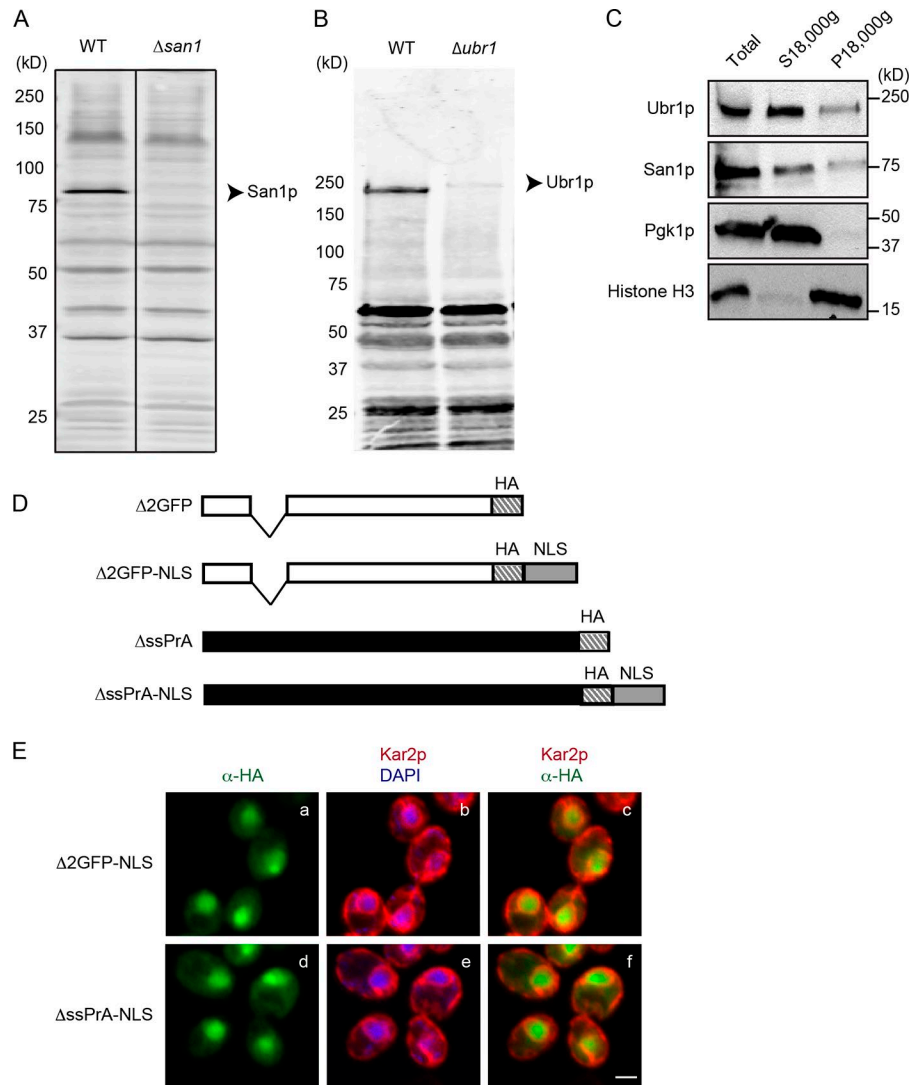 A
WT Δsan1
(kD)
250
150
100
75
50
37
25
San1p
B
WT Δubr1
(kD)
250
150
100
75
50
37
25
Ubr1p
C
Total S18,000g P18,000g
(kD)
Ubr1p 250
San1p 75
Pgk1p 50
37
Histone H3 15
D
HA
Δ2GFP
HA NLS
Δ2GFP-NLS
HA
ΔssPrA
HA NLS
ΔssPrA-NLS
E
Kar2p Kar2p
α-HA DAPI α-HA
a b c
Δ2GFP-NLS
d e f
ΔssPrA-NLS